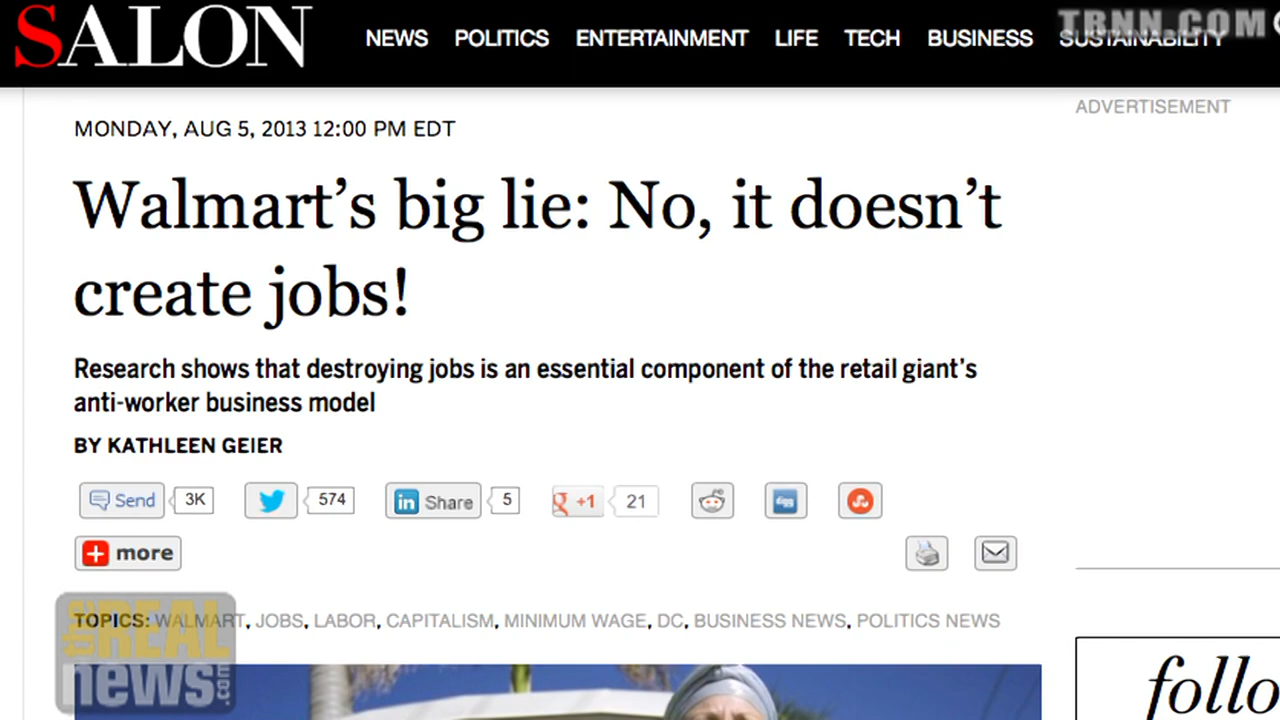 SALON NEWS POLITICS ENTERTAINMENT LIFE TECH BUSINESS SUSTAINABILITY
TRNN.COM
MONDAY, AUG 5, 2013 12:00 PM EDT
ADVERTISEMENT
Walmart’s big lie: No, it doesn’t
create jobs!
Research shows that destroying jobs is an essential component of the retail giant’s
anti-worker business model
BY KATHLEEN GEIER
Send 3K 574 in Share 5 g +1 21 digg
+ more
TOPICS: WALMART, JOBS, LABOR, CAPITALISM, MINIMUM WAGE, DC, BUSINESS NEWS, POLITICS NEWS
the REAL
news.com
follo